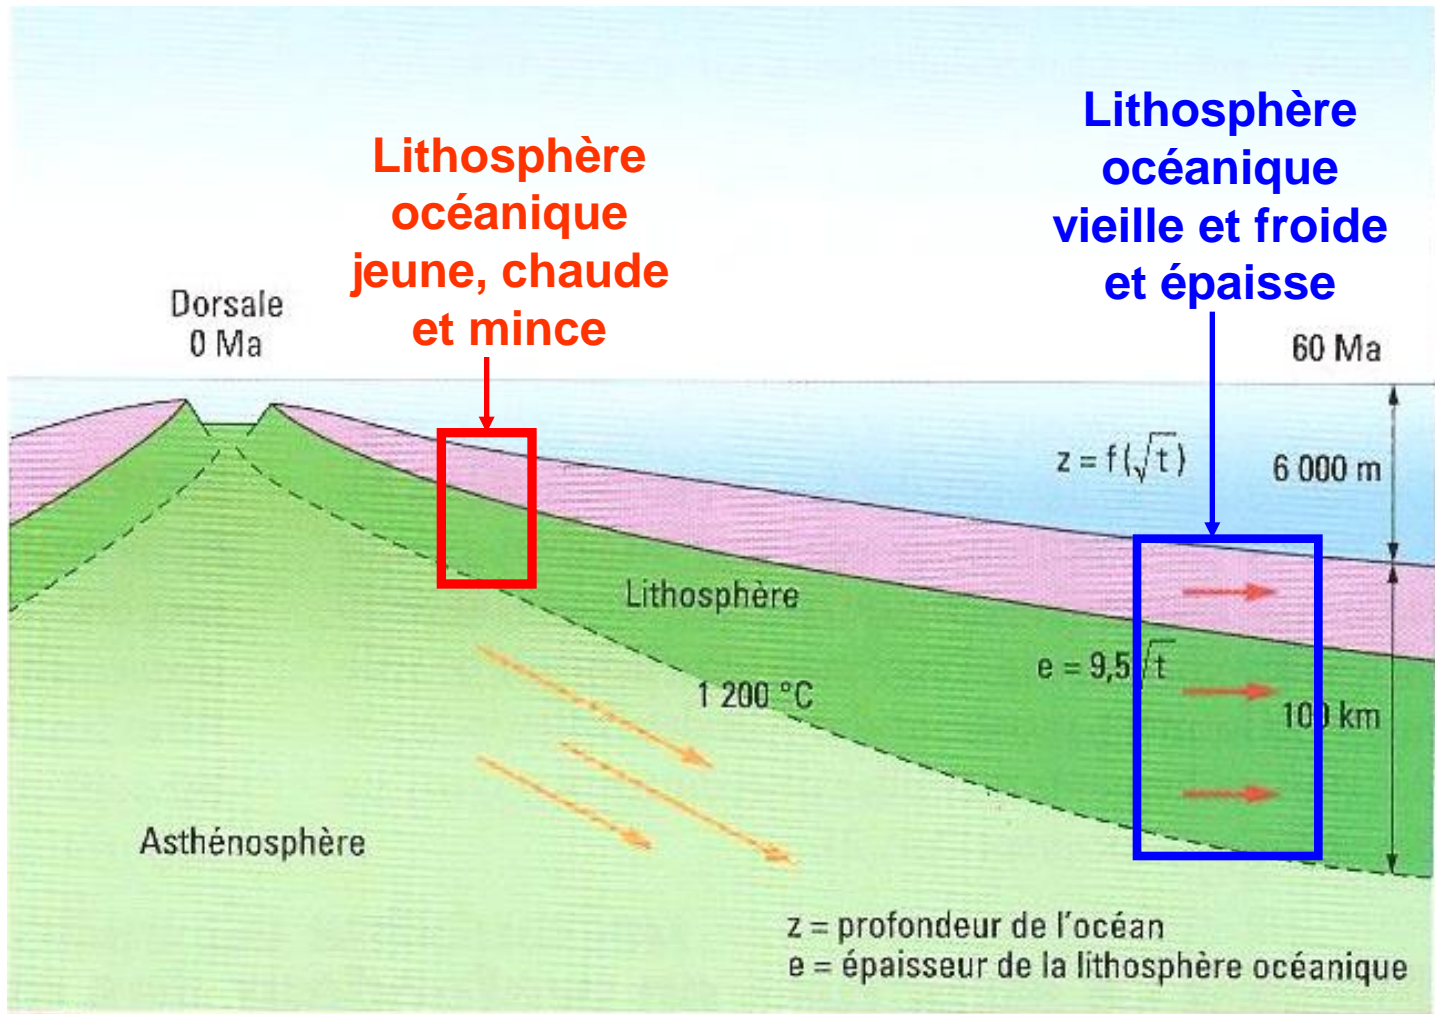 Lithosphère
océanique
jeune, chaude
et mince
Lithosphère
océanique
vieille et froide
et épaisse
Dorsale
0 Ma
60 Ma
z = f(√t)
6 000 m
Lithosphère
e = 9,5√t
1 200 °C
100 km
Asthénosphère
z = profondeur de l'océan
e = épaisseur de la lithosphère océanique